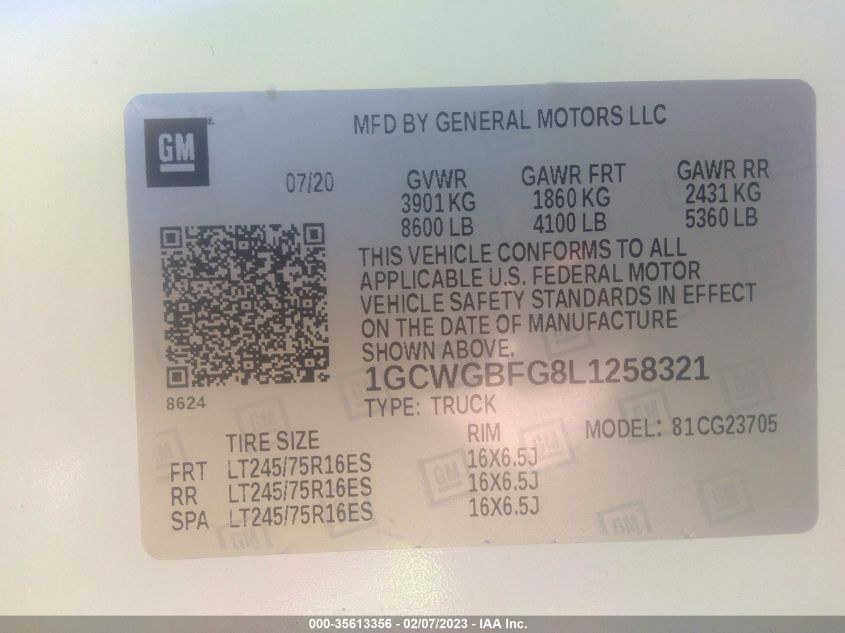 MFD BY GENERAL MOTORS LLC
GM
07/20
GVWR GAWR FRT GAWR RR
3901 KG 1860 KG 2431 KG
8600 LB 4100 LB 5360 LB
THIS VEHICLE CONFORMS TO ALL
APPLICABLE U.S. FEDERAL MOTOR
VEHICLE SAFETY STANDARDS IN EFFECT
ON THE DATE OF MANUFACTURE
SHOWN ABOVE.
1GCWGBFG8L1258321
8624
TYPE: TRUCK
MODEL: 81CG23705
TIRE SIZE RIM
FRT LT245/75R16ES 16X6.5J
RR LT245/75R16ES 16X6.5J
SPA LT245/75R16ES 16X6.5J
GM
GM
GM
GM
000-35613356 - 02/07/2023 - IAA Inc.